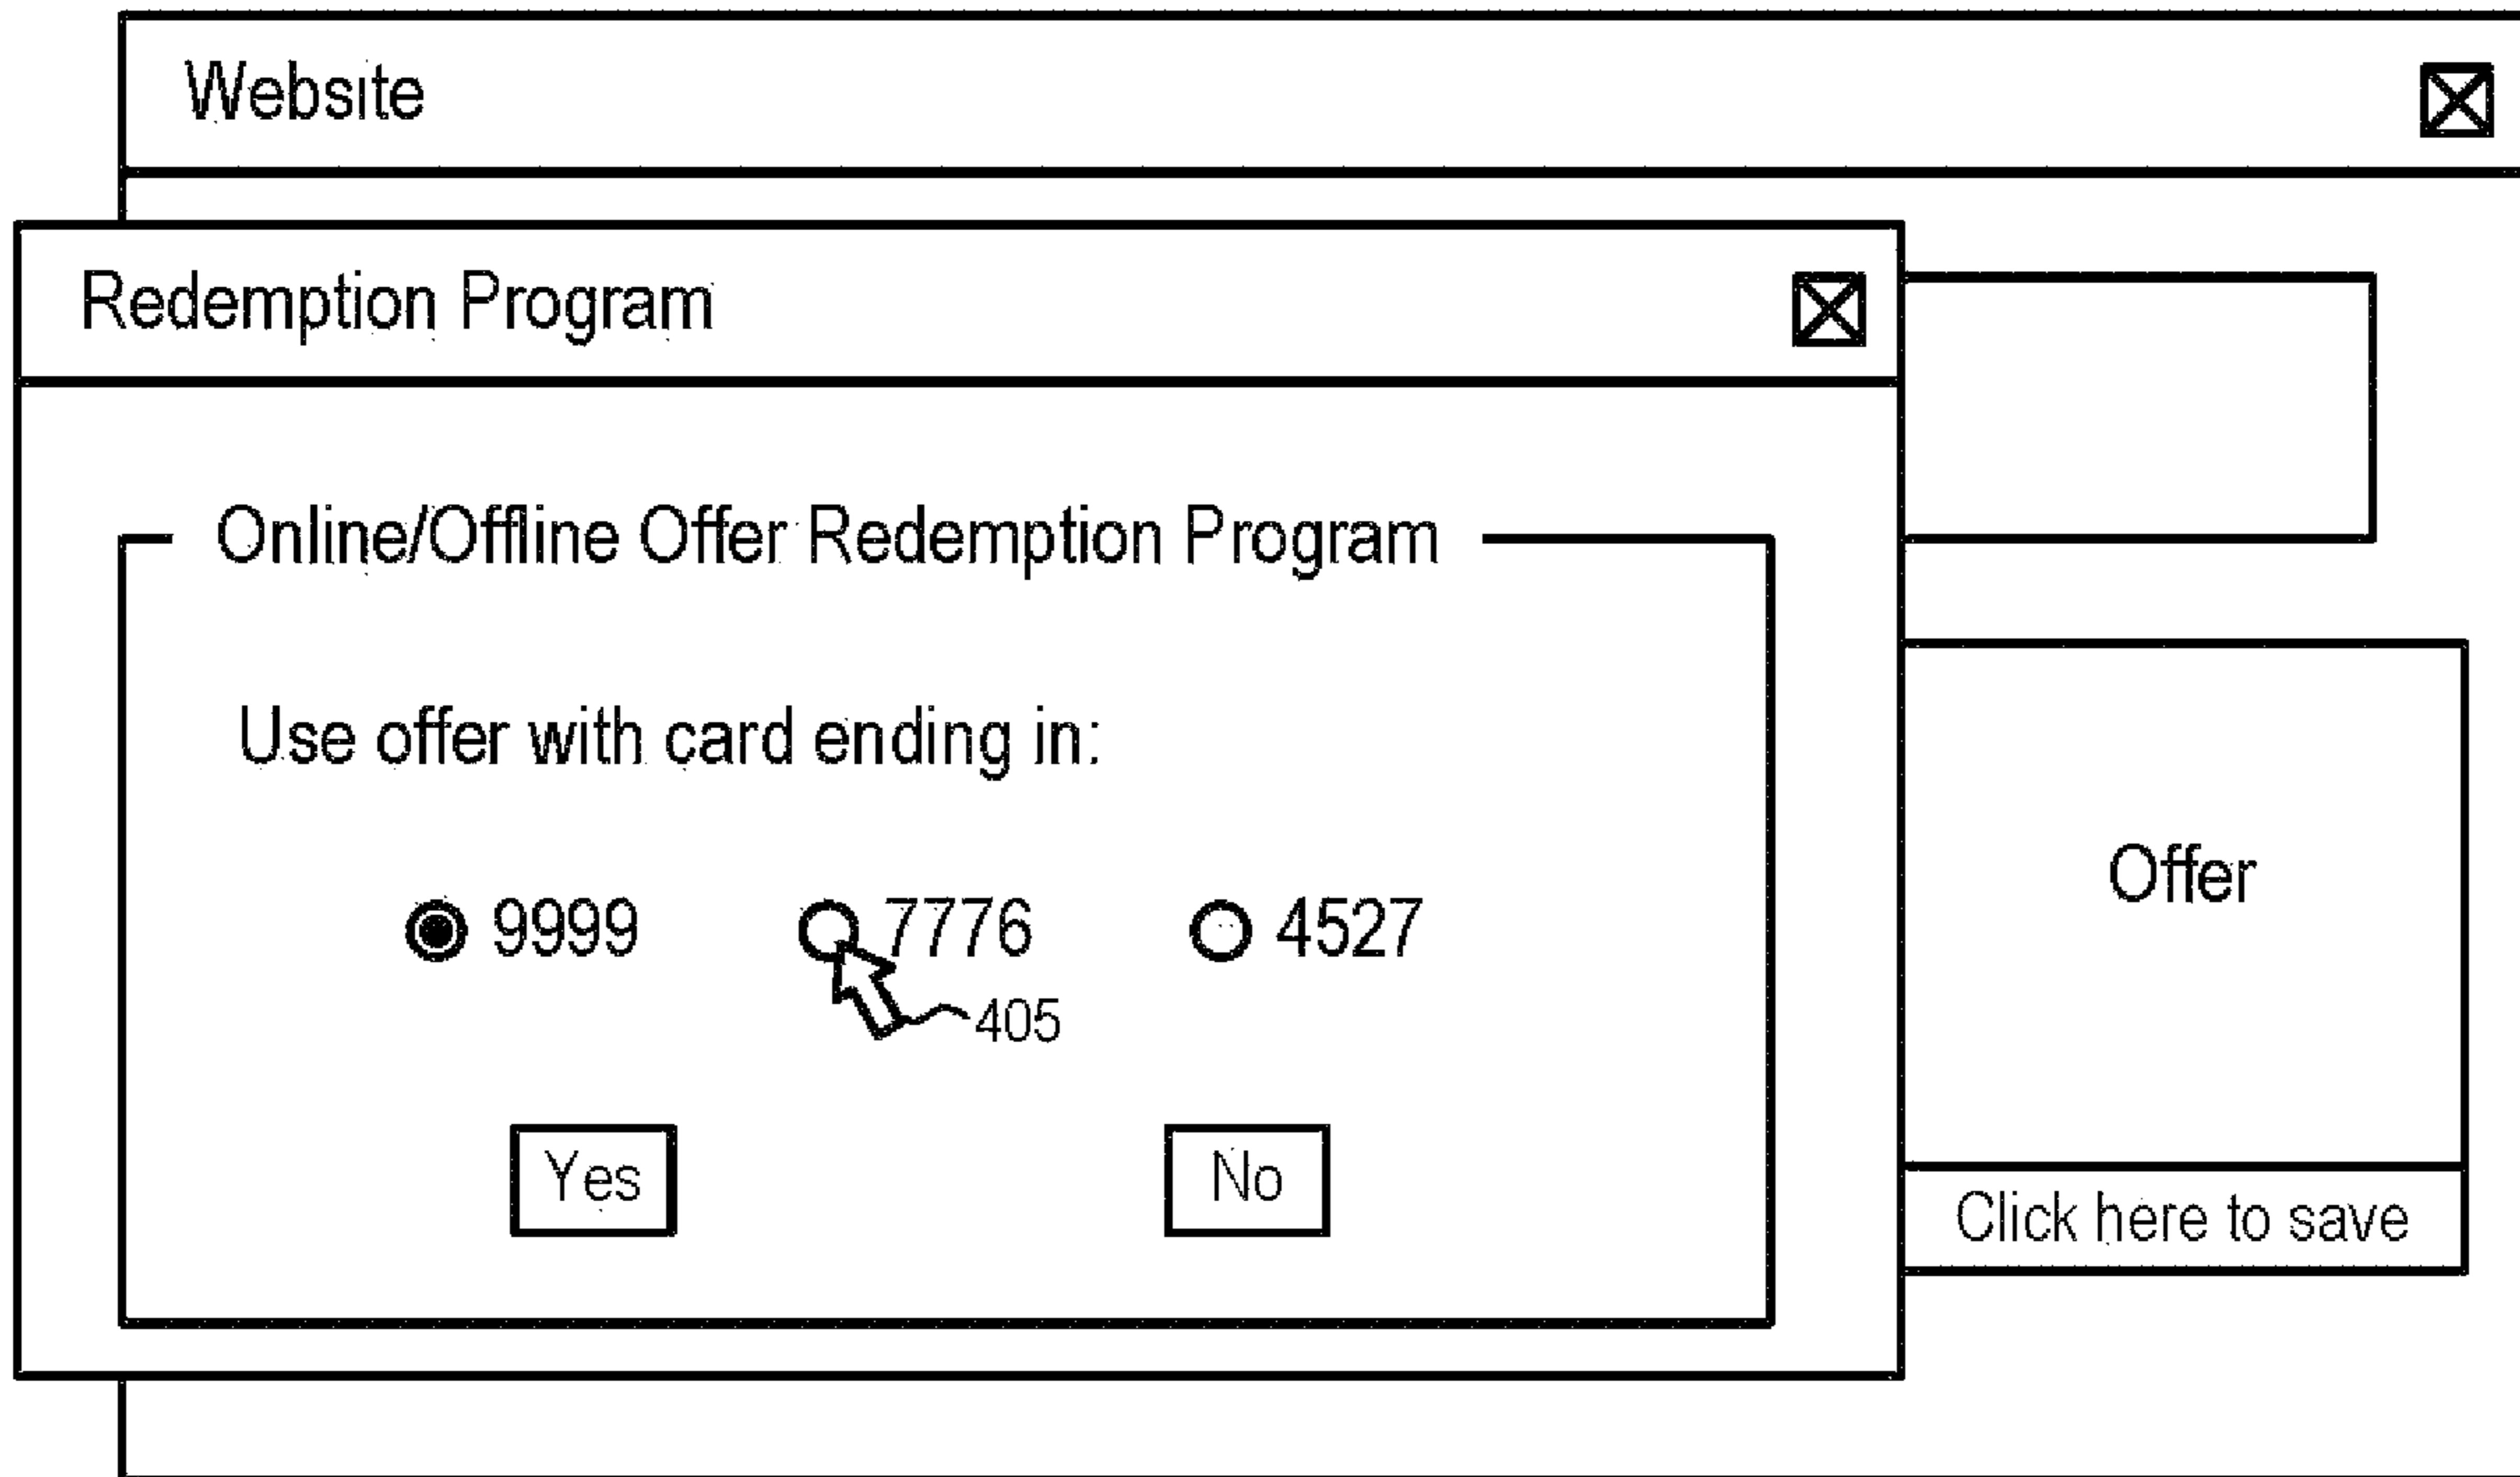 Website
Redemption Program
Online/Offline Offer Redemption Program
Use offer with card ending in:
9999 7776 4527
405
Yes No
Offer
Click here to save